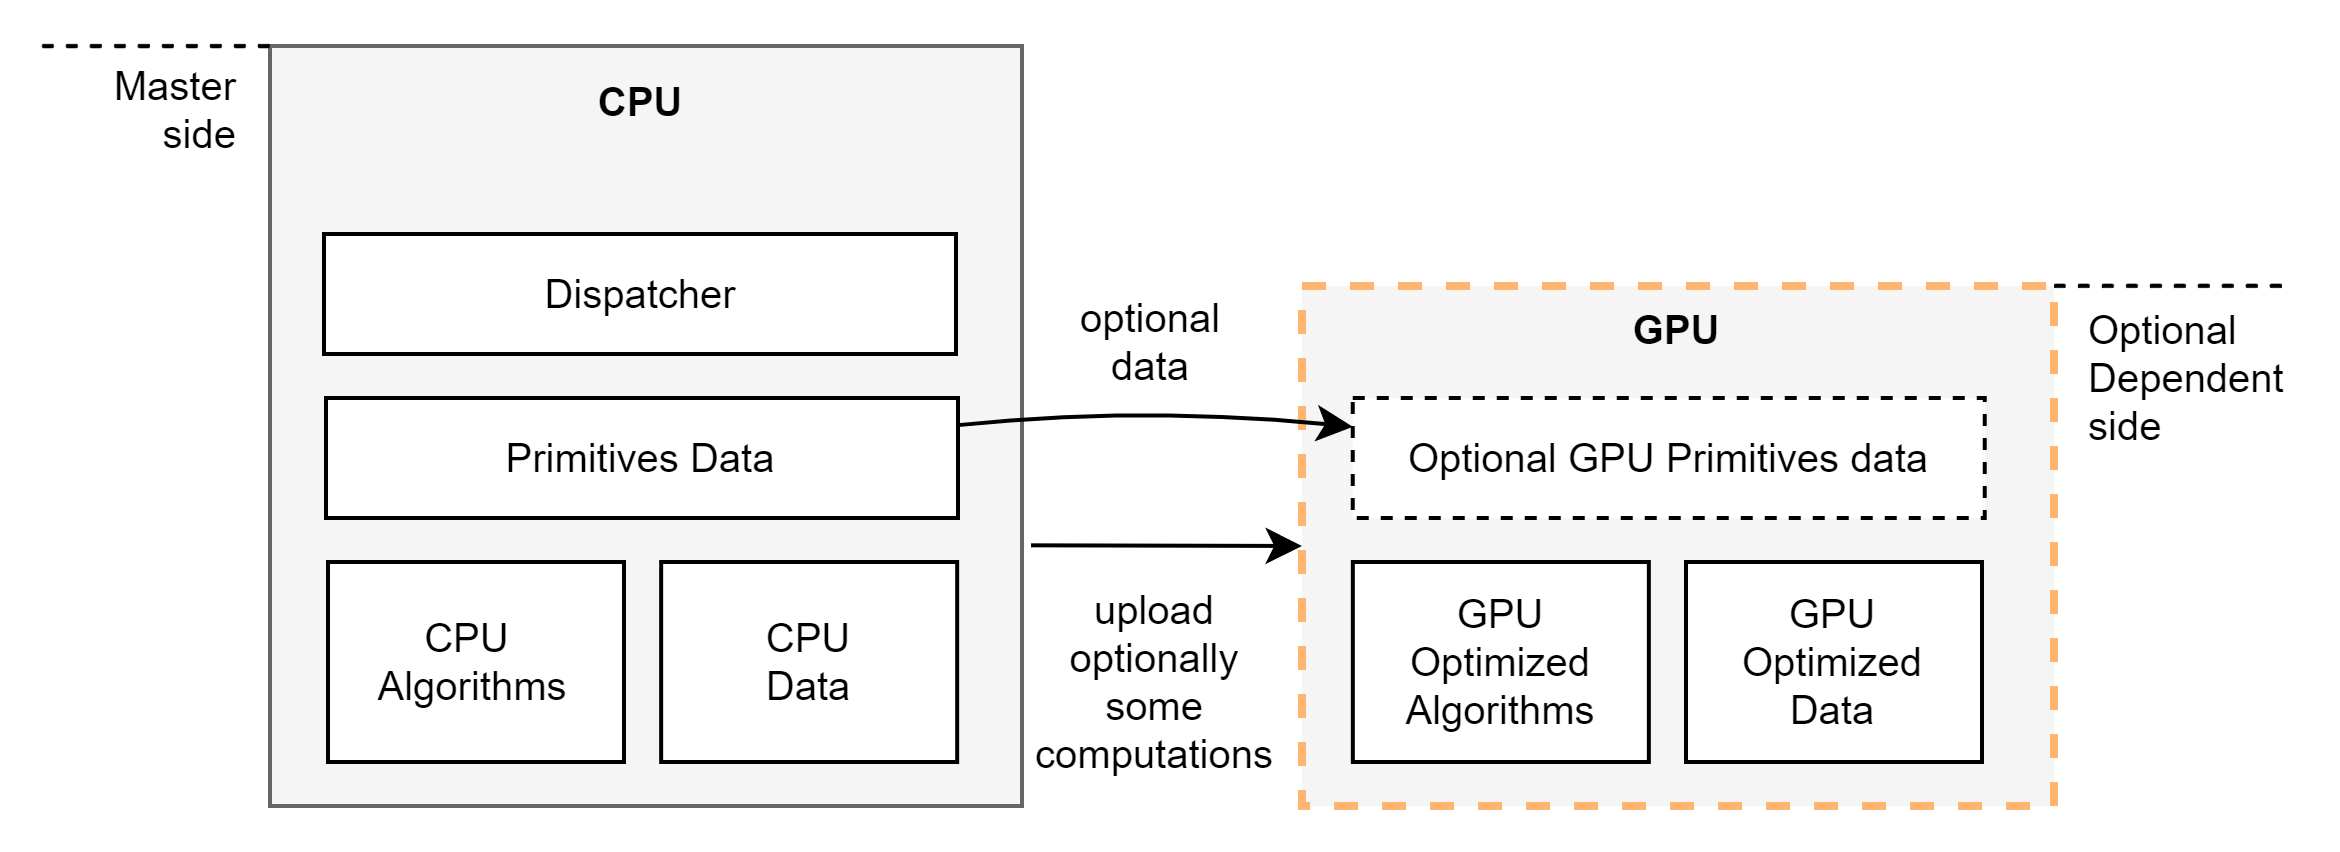 Master
side
CPU
Dispatcher
Primitives Data
CPU
Algorithms
CPU
Data
optional
data
upload
optionally
some
computations
GPU
Optional GPU Primitives data
GPU
Optimized
Algorithms
GPU
Optimized
Data
Optional
Dependent
side